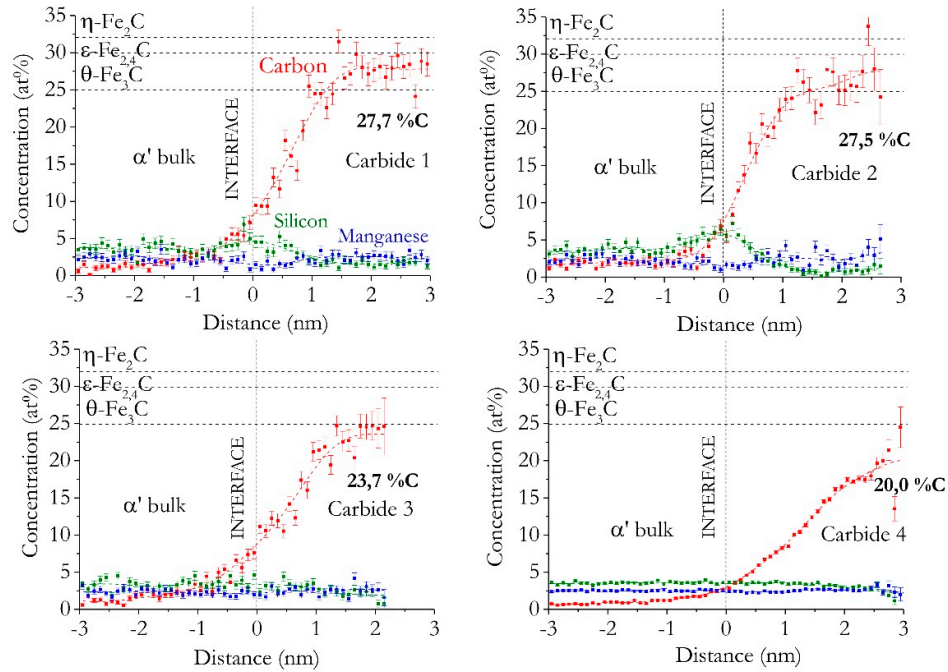 35
30
25
20
15
10
5
0
Concentration (at%)
η-Fe2C
ε-Fe2,4C
θ-Fe3C
Carbon
27,7 %C
α' bulk
INTERFACE
Carbide 1
Silicon
Manganese
-3 -2 -1 0 1 2 3
Distance (nm)
35
30
25
20
15
10
5
0
Concentration (at%)
η-Fe2C
ε-Fe2,4C
θ-Fe3C
27,5 %C
α' bulk
INTERFACE
Carbide 2
-3 -2 -1 0 1 2 3
Distance (nm)
35
30
25
20
15
10
5
0
Concentration (at%)
η-Fe2C
ε-Fe2,4C
θ-Fe3C
23,7 %C
α' bulk
INTERFACE
Carbide 3
-3 -2 -1 0 1 2 3
Distance (nm)
35
30
25
20
15
10
5
0
Concentration (at%)
η-Fe2C
ε-Fe2,4C
θ-Fe3C
20,0 %C
α' bulk
INTERFACE
Carbide 4
-3 -2 -1 0 1 2 3
Distance (nm)